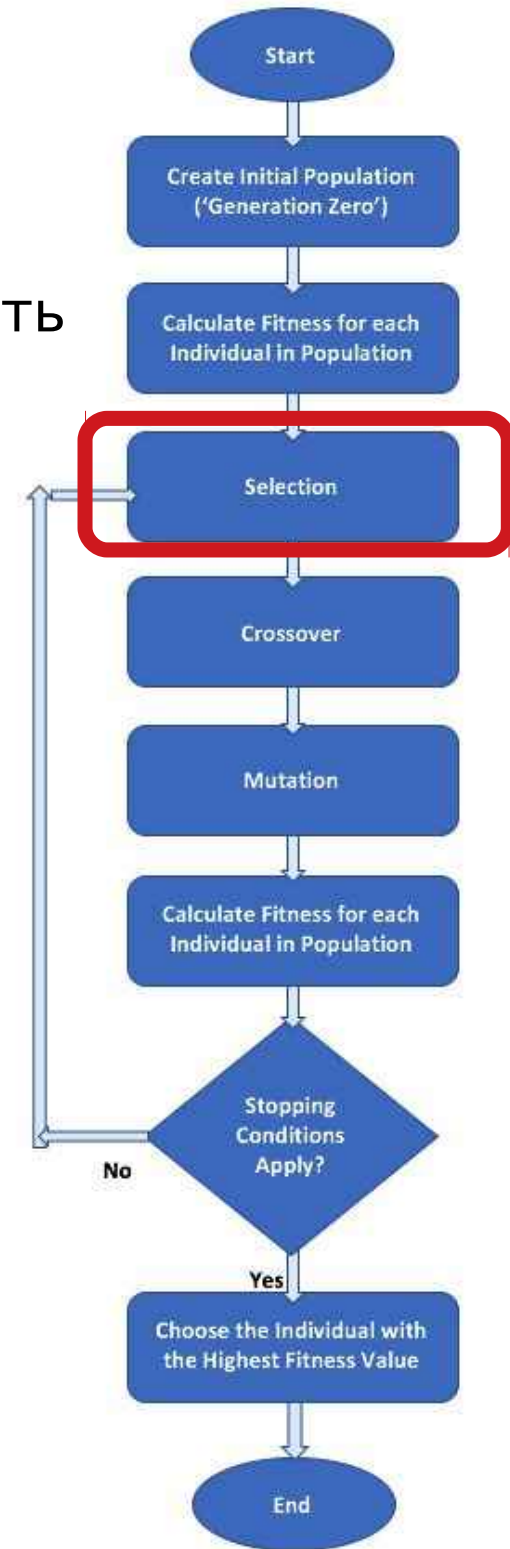 Start
Create Initial Population
('Generation Zero')
ть
Calculate Fitness for each
Individual in Population
Selection
Crossover
Mutation
Calculate Fitness for each
Individual in Population
Stopping
Conditions
Apply?
No
Yes
Choose the Individual with
the Highest Fitness Value
End